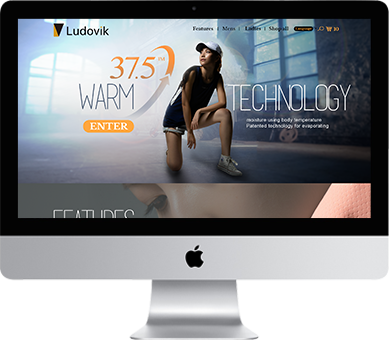 Ludovik
Features | Mens | Ladies | Shop all
37.5
WARM TECHNOLOGY
ENTER
moisture using body temperature
Patented technology for evaporating
FEATURES